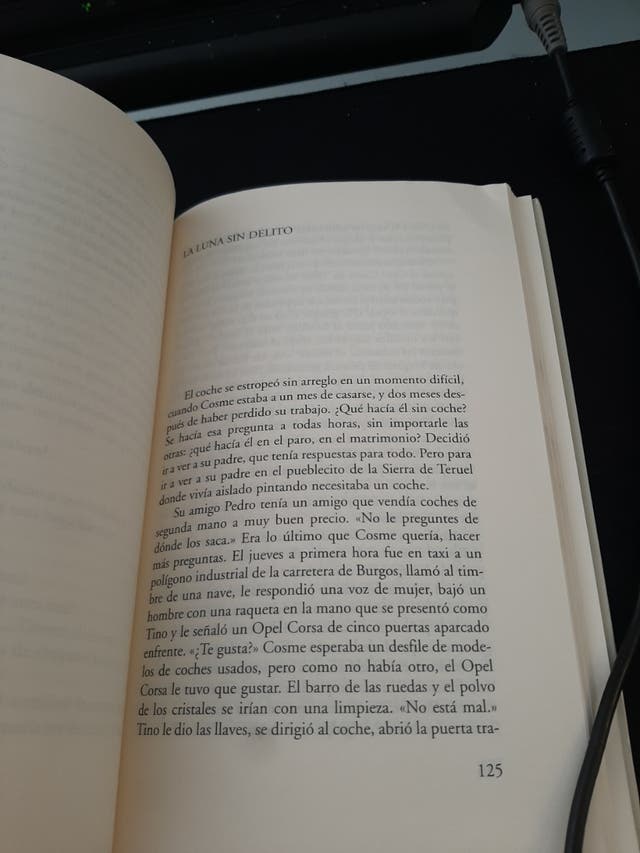 LA LUNA SIN DELITO
El coche se estropeó sin arreglo en un momento difícil,
cuando Cosme estaba a un mes de casarse, y dos meses des-
pués de haber perdido su trabajo. ¿Qué hacía él sin coche?
Se hacía esa pregunta a todas horas, sin importarle las
otras: ¿qué hacía él en el paro, en el matrimonio? Decidió
ir a ver a su padre, que tenía respuestas para todo. Pero para
ir a ver a su padre en el pueblecito de la Sierra de Teruel
donde vivía aislado pintando necesitaba un coche.
Su amigo Pedro tenía un amigo que vendía coches de
segunda mano a muy buen precio. «No le preguntes de
dónde los saca.» Era lo último que Cosme quería, hacer
más preguntas. El jueves a primera hora fue en taxi a un
polígono industrial de la carretera de Burgos, llamó al tim-
bre de una nave, le respondió una voz de mujer, bajó un
hombre con una raqueta en la mano que se presentó como
Tino y le señaló un Opel Corsa de cinco puertas aparcado
enfrente. «¿Te gusta?» Cosme esperaba un desfile de mode-
los de coches usados, pero como no había otro, el Opel
Corsa le tuvo que gustar. El barro de las ruedas y el polvo
de los cristales se irían con una limpieza. «No está mal.»
Tino le dio las llaves, se dirigió al coche, abrió la puerta tra-
125